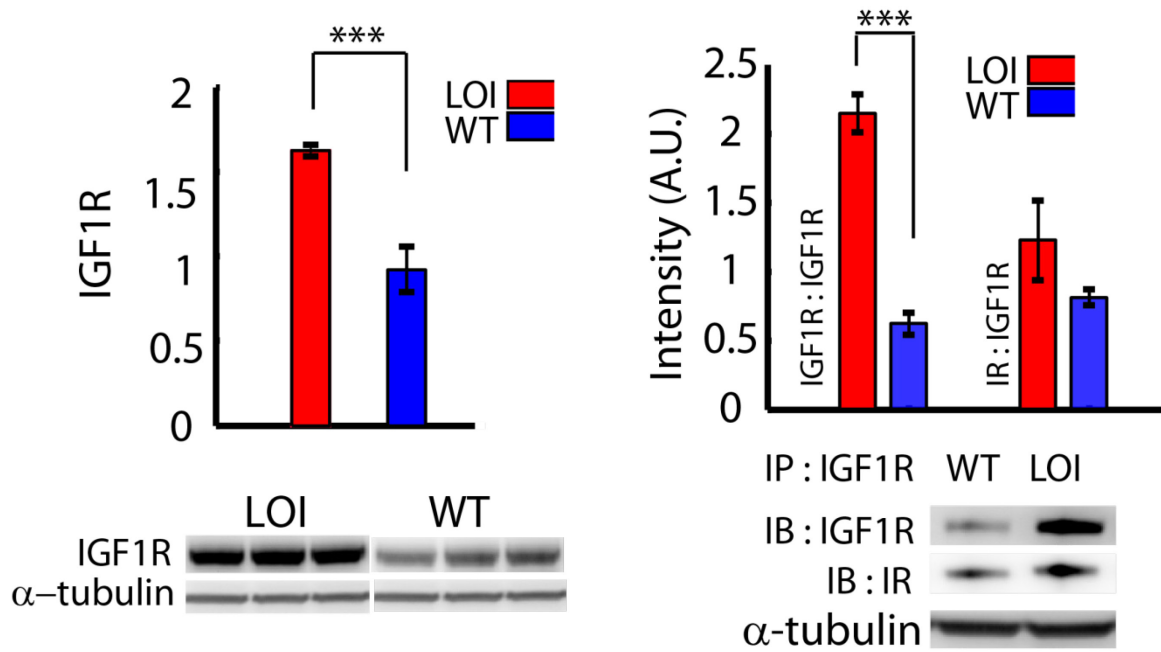 ***
LOI
WT
2
1.5
1
0.5
0
IGF1R
LOI WT
IGF1R
α–tubulin
***
LOI
WT
2.5
2
1.5
1
0.5
0
Intensity (A.U.)
IGF1R : IGF1R
IR : IGF1R
IP : IGF1R WT LOI
IB : IGF1R
IB : IR
α-tubulin